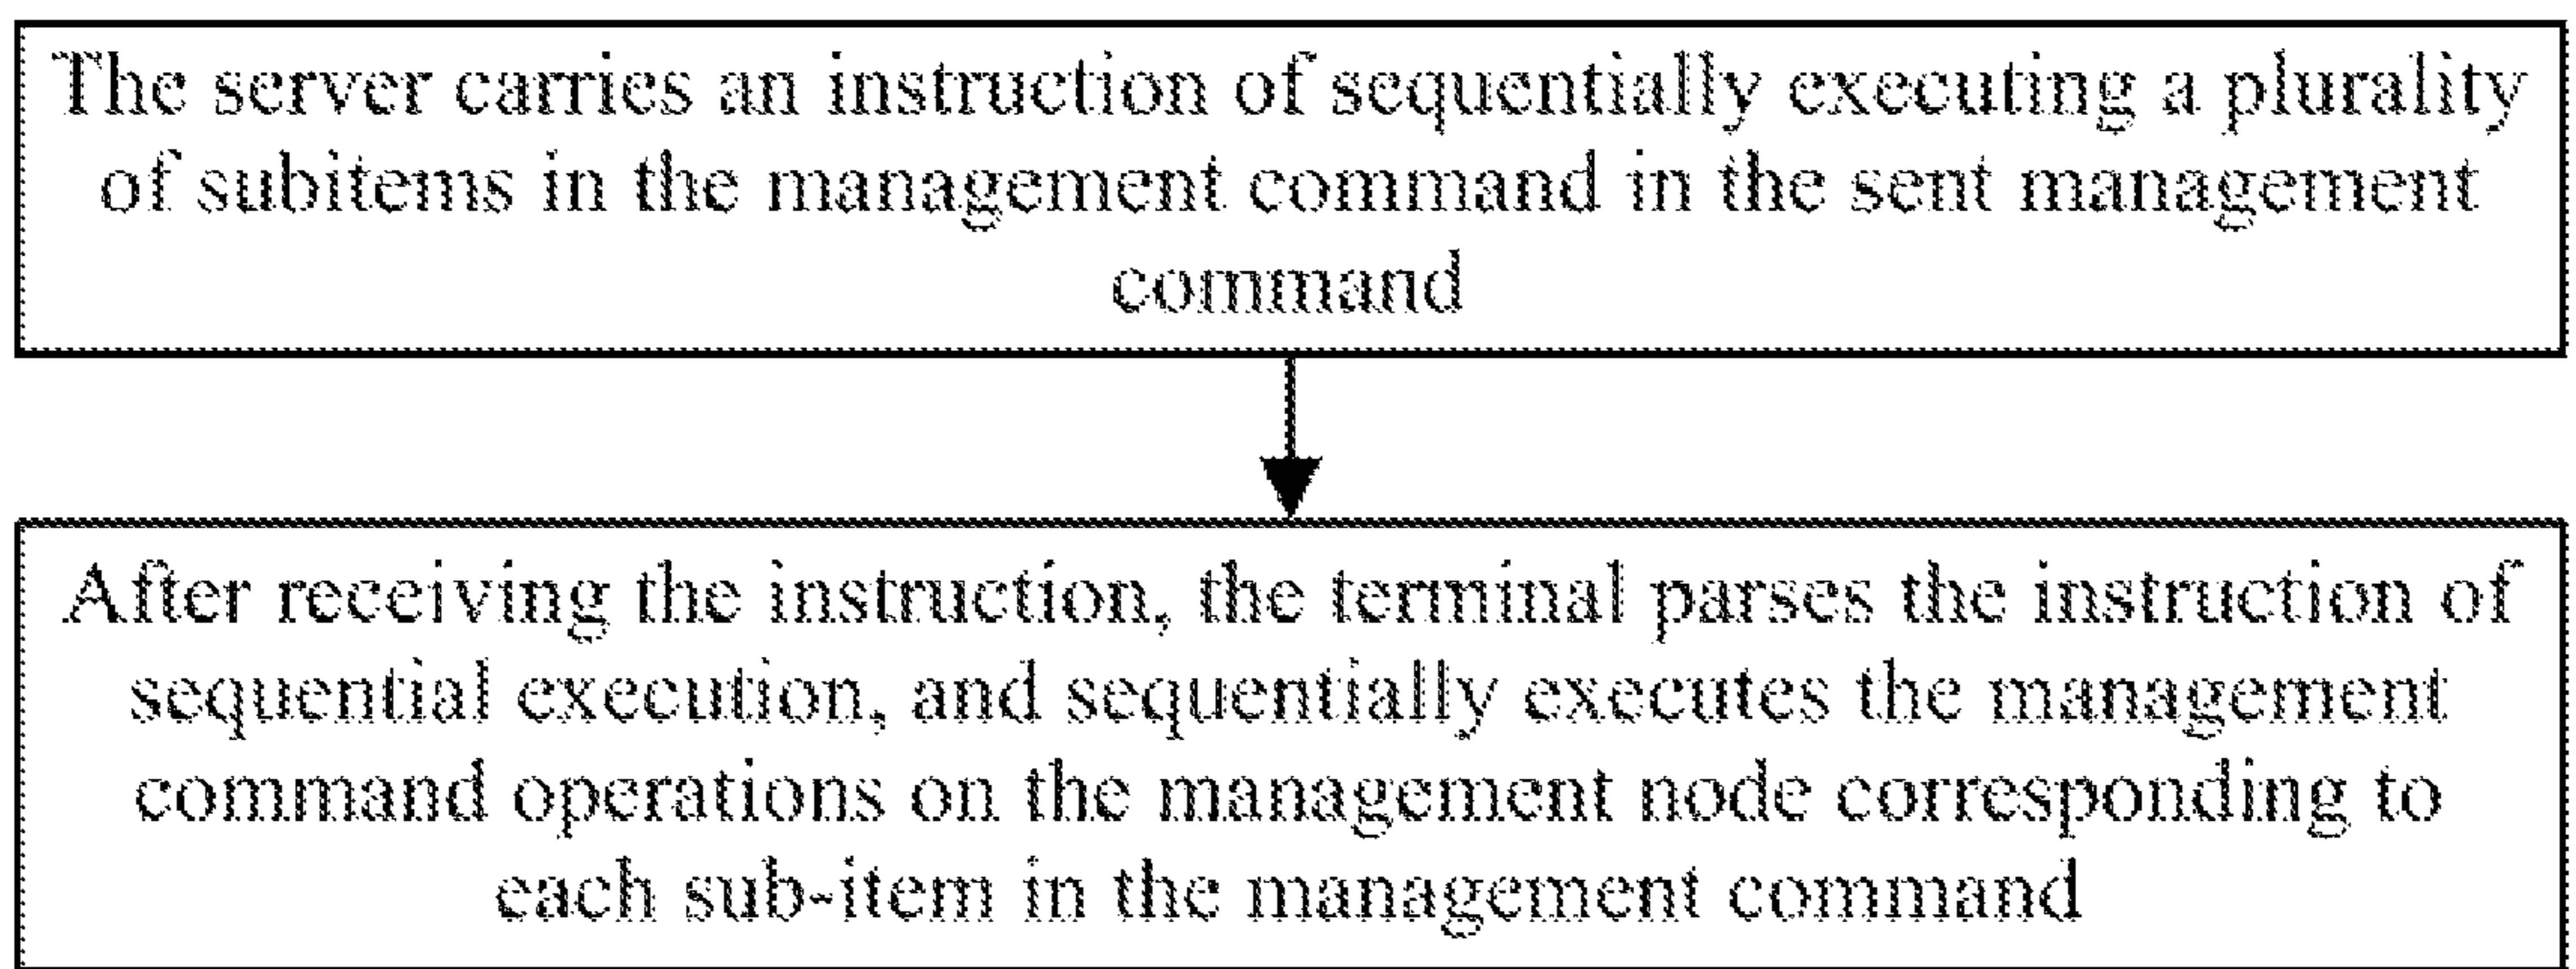 The server carries an instruction of sequentially executing a plurality
of subitems in the management command in the sent management
command
After receiving the instruction, the terminal parses the instruction of
sequential execution, and sequentially executes the management
command operations on the management node corresponding to
each sub-item in the management command